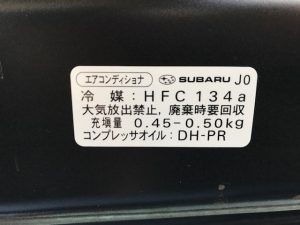 エアコンディショナ SUBARU J0
冷媒:HFC134a
大気放出禁止,廃棄時要回収
充填量 0.45-0.50kg
コンプレッサオイル:DH-PR